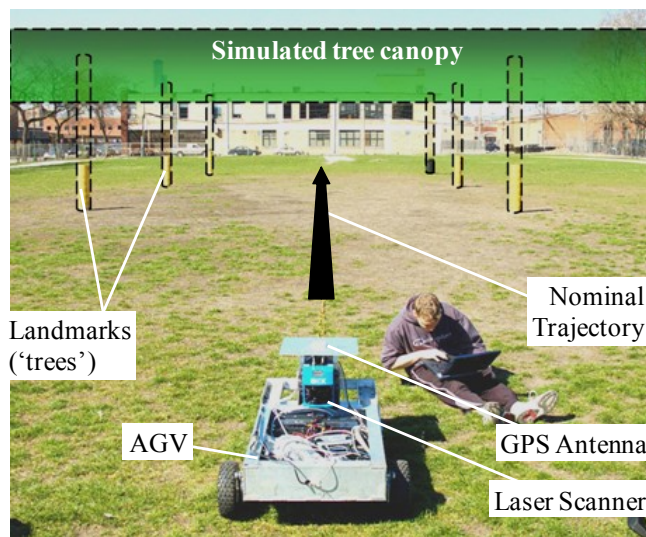 Simulated tree canopy
Landmarks
(‘trees’)
Nominal
Trajectory
AGV
GPS Antenna
Laser Scanner